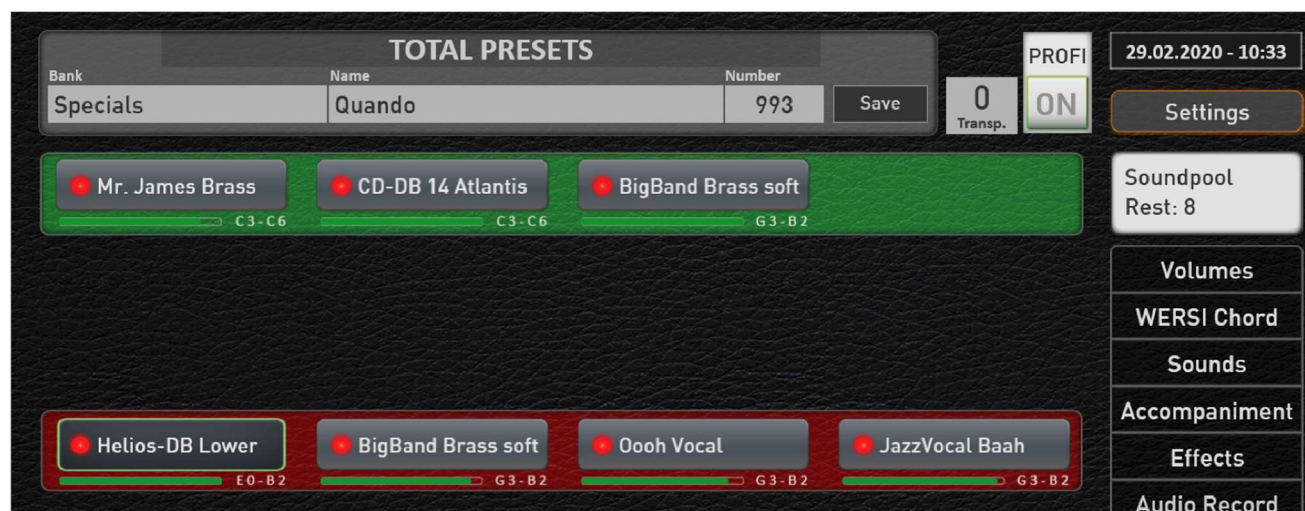 TOTAL PRESETS
Bank Name Number
Specials Quando 993 Save
0
Transp.
PROFI
ON
29.02.2020 - 10:33
Settings
Mr. James Brass CD-DB 14 Atlantis BigBand Brass soft
C3-C6 C3-C6 G3-B2
Soundpool
Rest: 8
Volumes
WERSI Chord
Sounds
Accompaniment
Effects
Audio Record
Helios-DB Lower BigBand Brass soft Oooh Vocal JazzVocal Baah
E0-B2 G3-B2 G3-B2 G3-B2